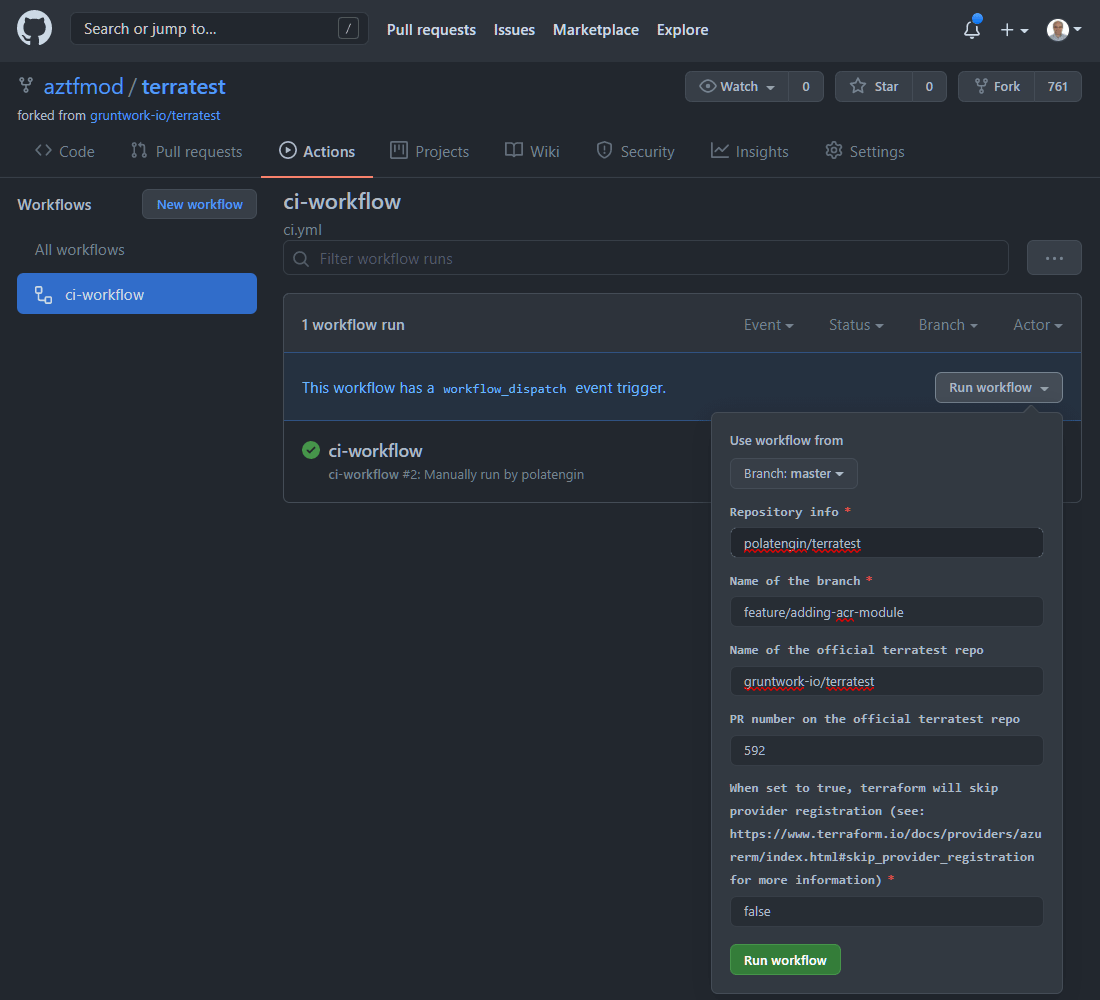 Search or jump to... /
Pull requests Issues Marketplace Explore
aztfmod / terratest
Watch 0 Star 0 Fork 761
forked from gruntwork-io/terratest
Code Pull requests Actions Projects Wiki Security Insights Settings
Workflows
New workflow
All workflows
ci-workflow
ci-workflow
ci.yml
Filter workflow runs
...
1 workflow run
Event Status Branch Actor
This workflow has a workflow_dispatch event trigger.
Run workflow
ci-workflow
ci-workflow #2: Manually run by polatengin
Use workflow from
Branch: master
Repository info *
polatengin/terratest
Name of the branch *
feature/adding-acr-module
Name of the official terratest repo
gruntwork-io/terratest
PR number on the official terratest repo
592
When set to true, terraform will skip
provider registration (see:
https://www.terraform.io/docs/providers/azu
rerm/index.html#skip_provider_registration
for more information) *
false
Run workflow